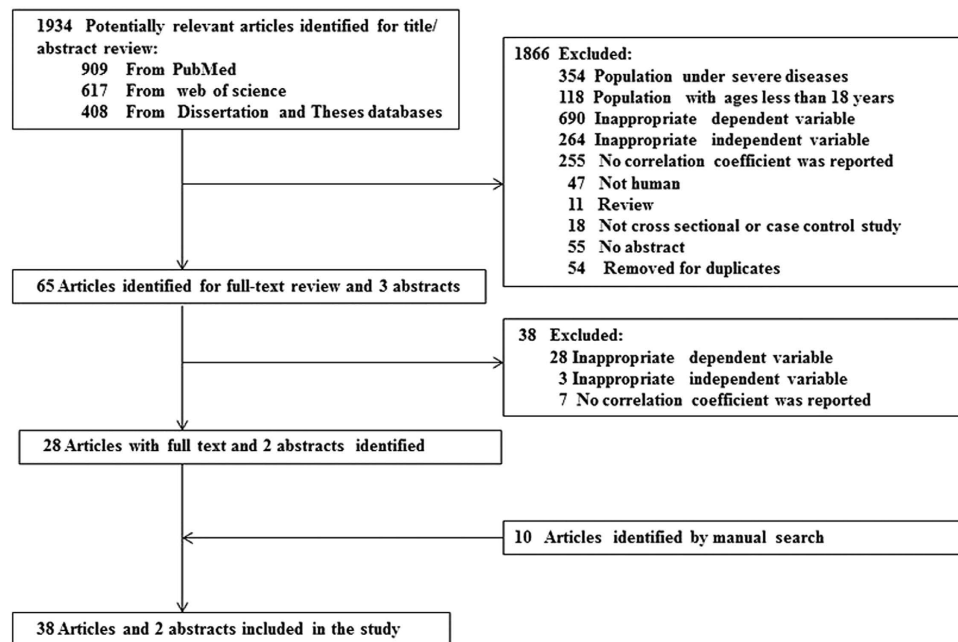 1934 Potentially relevant articles identified for title/
abstract review:
909 From PubMed
617 From web of science
408 From Dissertation and Theses databases
1866 Excluded:
354 Population under severe diseases
118 Population with ages less than 18 years
690 Inappropriate dependent variable
264 Inappropriate independent variable
255 No correlation coefficient was reported
47 Not human
11 Review
18 Not cross sectional or case control study
55 No abstract
54 Removed for duplicates
65 Articles identified for full-text review and 3 abstracts
38 Excluded:
28 Inappropriate dependent variable
3 Inappropriate independent variable
7 No correlation coefficient was reported
28 Articles with full text and 2 abstracts identified
10 Articles identified by manual search
38 Articles and 2 abstracts included in the study